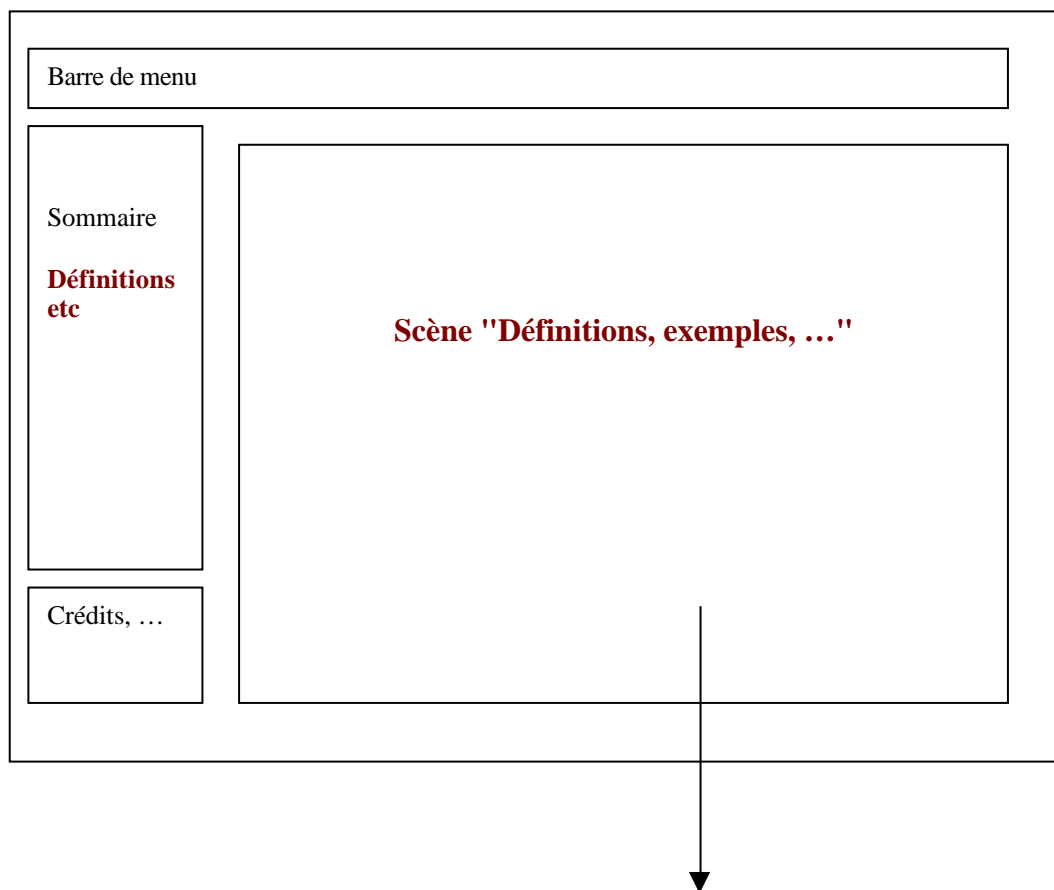 Barre de menu
Sommaire
Définitions
etc
Scène "Définitions, exemples, …"
Crédits, …